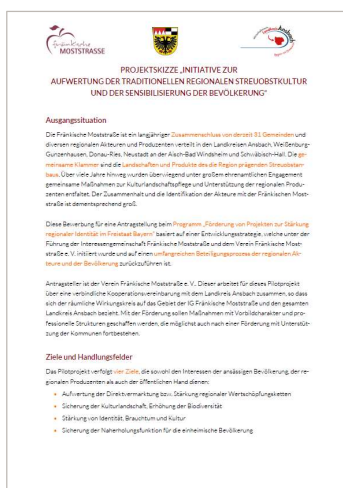 fränkische
MOSTSTRASSE
Ansbach
PROJEKTSKIZZE „INITIATIVE ZUR
AUFWERTUNG DER TRADITIONELLEN REGIONALEN STREUOBSTKULTUR
UND DER SENSIBILISIERUNG DER BEVÖLKERUNG“
Ausgangssituation
Die Fränkische Moststraße ist ein langjähriger Zusammenschluss von derzeit 31 Gemeinden und
diversen regionalen Akteuren und Produzenten verteilt in den Landkreisen Ansbach, Weißenburg-
Gunzenhausen, Donau-Ries, Neustadt an der Aisch-Bad Windsheim und Schwäbisch-Hall. Die ge-
meinsame Klammer sind die Landschaften und Produkte des die Region prägenden Streuobstan-
baus. Über viele Jahre hinweg wurden überwiegend unter großem ehrenamtlichen Engagement
gemeinsame Maßnahmen zur Kulturlandschaftspflege und Unterstützung der regionalen Produ-
zenten entfaltet. Der Zusammenhalt und die Identifikation der Akteure mit der Fränkischen Most-
straße ist dementsprechend groß.
Diese Bewerbung für eine Antragstellung beim Programm „Förderung von Projekten zur Stärkung
regionaler Identität im Freistaat Bayern“ basiert auf einer Entwicklungsstrategie, welche unter der
Führung der Interessengemeinschaft Fränkische Moststraße und dem Verein Fränkische Most-
straße e. V. initiiert wurde und auf einen umfangreichen Beteiligungsprozess der regionalen Ak-
teure und der Bevölkerung zurückzuführen ist.
Antragsteller ist der Verein Fränkische Moststraße e. V.. Dieser arbeitet für dieses Pilotprojekt
über eine verbindliche Kooperationsvereinbarung mit dem Landkreis Ansbach zusammen, so dass
sich der räumliche Wirkungskreis auf das Gebiet der IG Fränkische Moststraße und den gesamten
Landkreis Ansbach bezieht. Mit der Förderung sollen Maßnahmen mit Vorbildcharakter und pro-
fessionelle Strukturen geschaffen werden, die möglichst auch nach einer Förderung mit Unterstüt-
zung der Kommunen fortbestehen.
Ziele und Handlungsfelder
Das Pilotprojekt verfolgt vier Ziele, die sowohl den Interessen der ansässigen Bevölkerung, der re-
gionalen Produzenten als auch der öffentlichen Hand dienen:
• Aufwertung der Direktvermarktung bzw. Stärkung regionaler Wertschöpfungsketten
• Sicherung der Kulturlandschaft, Erhöhung der Biodiversität
• Stärkung von Identität, Brauchtum und Kultur
• Sicherung der Naherholungsfunktion für die einheimische Bevölkerung